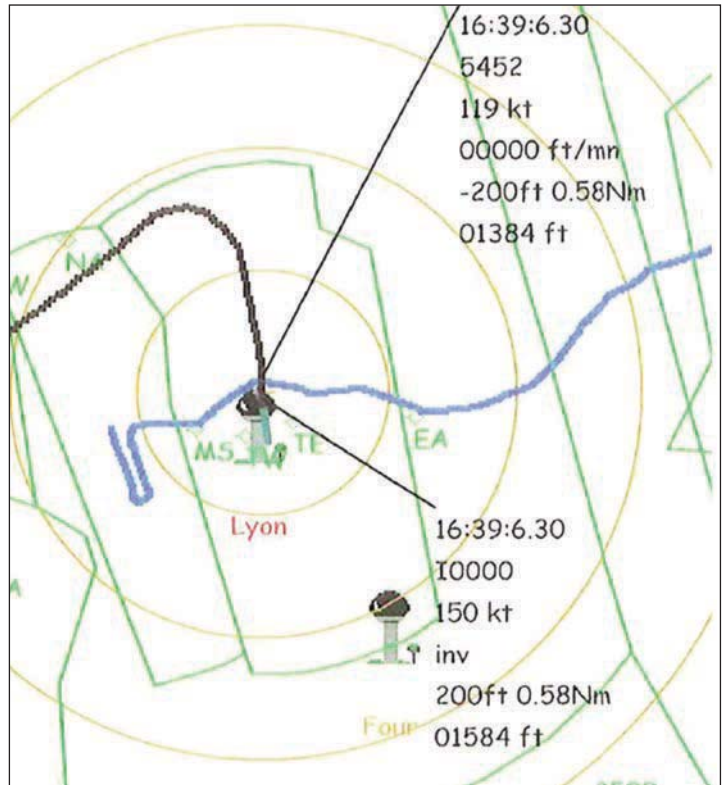 16:39:6.30
5452
119 kt
00000 ft/mn
-200ft 0.58Nm
01384 ft
W
MS
TE
EA
Lyon
16:39:6.30
I0000
150 kt
inv
200ft 0.58Nm
01584 ft
Four